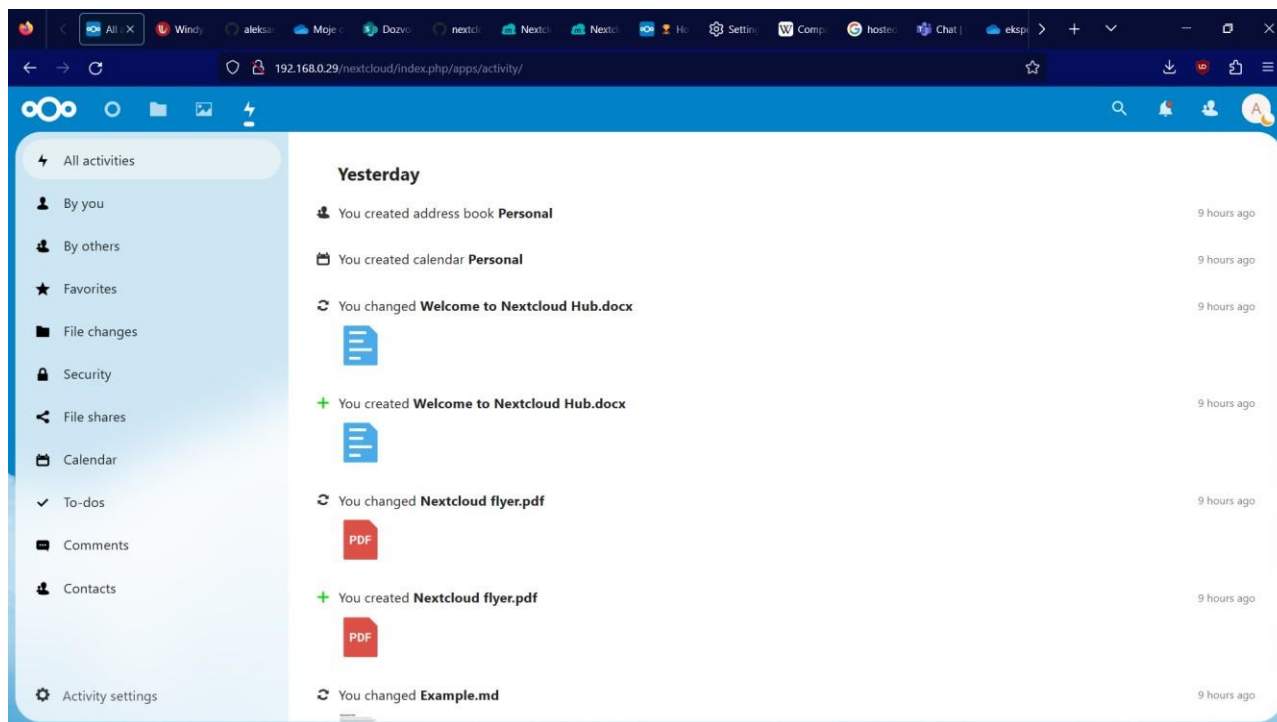 All a
Windy
aleksa
Moje
Dozvo
nextclo
Nextcl
Nextcl
Ho
Setting
Comp
hosted
Chat |
ekspo
192.168.0.29/nextcloud/index.php/apps/activity/
A
All activities
By you
By others
Favorites
File changes
Security
File shares
Calendar
To-dos
Comments
Contacts
Activity settings
Yesterday
You created address book Personal 9 hours ago
You created calendar Personal 9 hours ago
You changed Welcome to Nextcloud Hub.docx 9 hours ago
You created Welcome to Nextcloud Hub.docx 9 hours ago
You changed Nextcloud flyer.pdf 9 hours ago
PDF
You created Nextcloud flyer.pdf 9 hours ago
PDF
You changed Example.md 9 hours ago